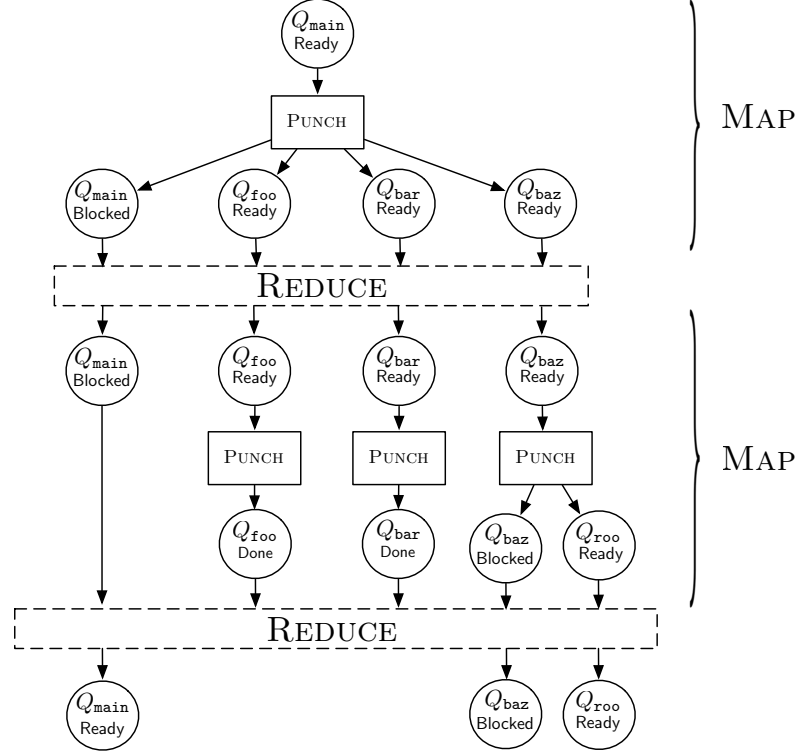 Q_main
Ready
PUNCH
MAP
Q_main Q_foo Q_bar Q_baz
Blocked Ready Ready Ready
REDUCE
Q_main Q_foo Q_bar Q_baz
Blocked Ready Ready Ready
PUNCH PUNCH PUNCH
MAP
Q_foo Q_bar Q_baz Q_roo
Done Done Blocked Ready
REDUCE
Q_main Q_baz Q_roo
Ready Blocked Ready